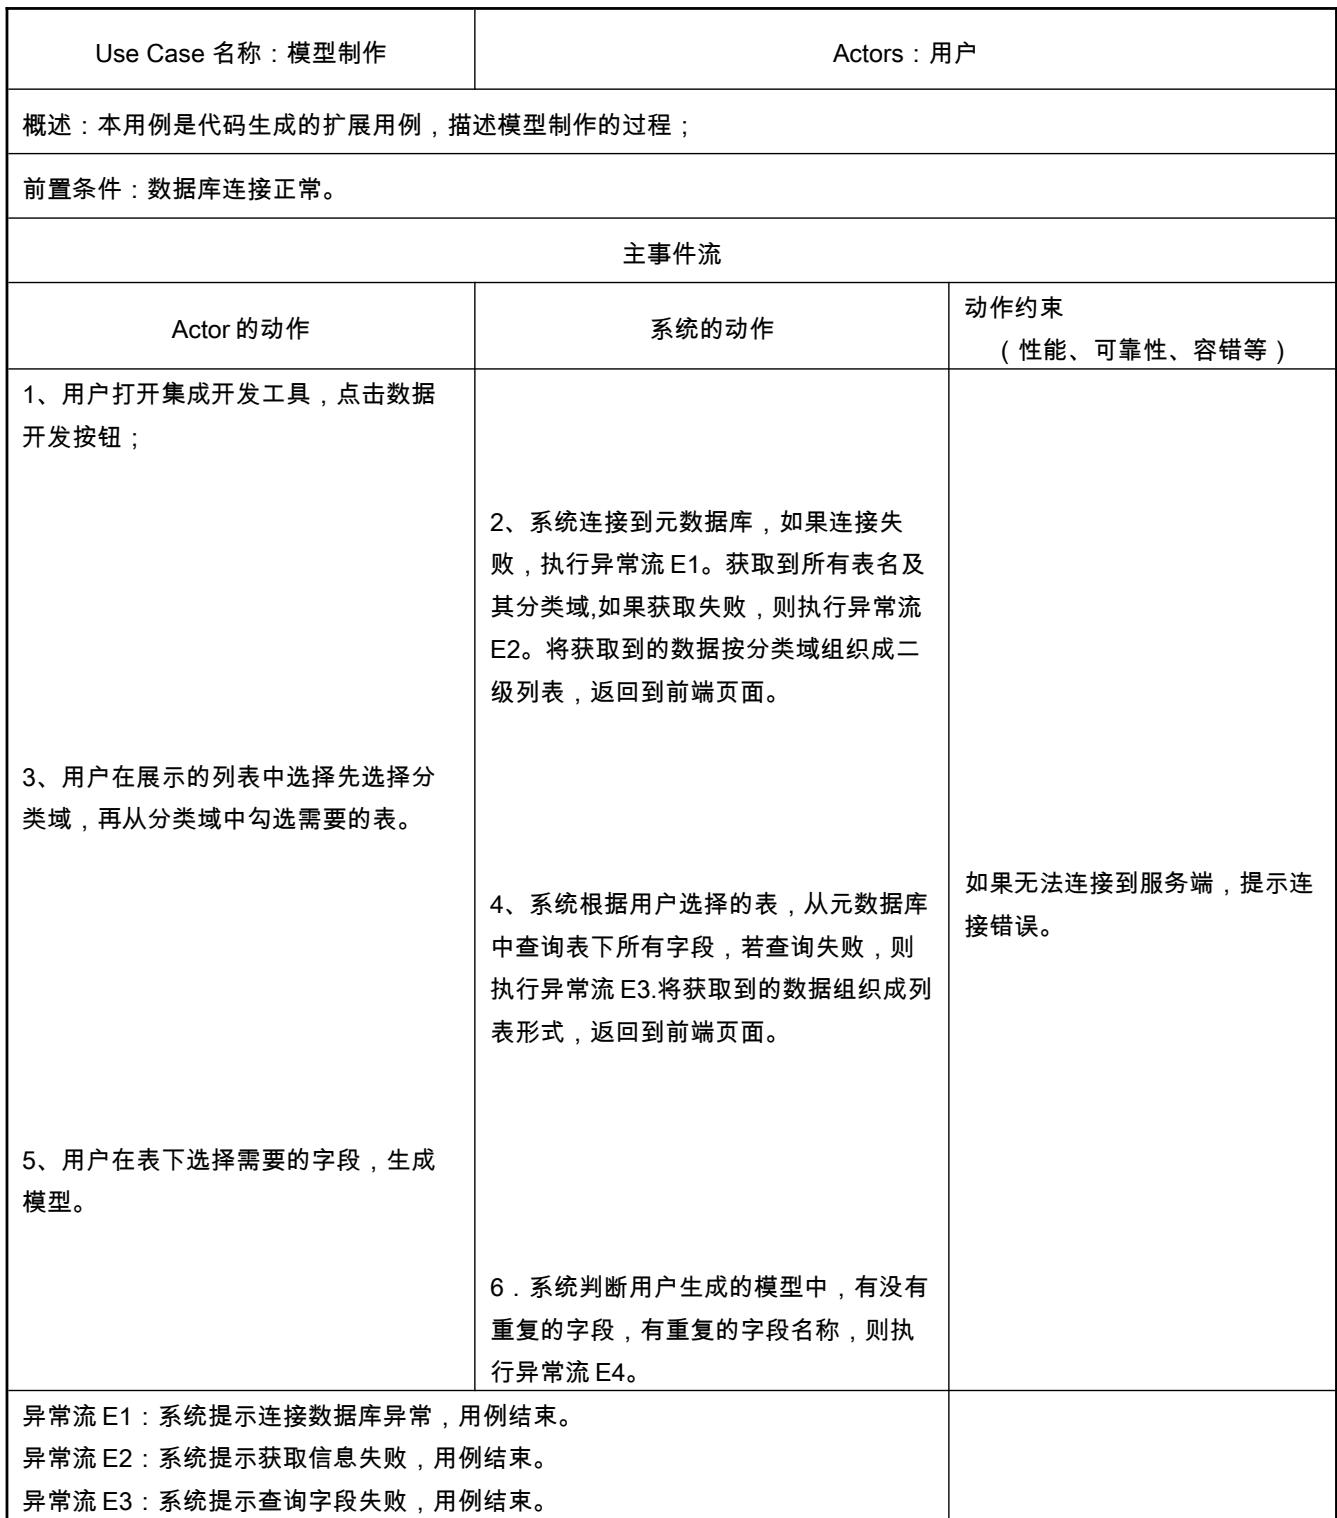 Use Case 名称：模型制作
Actors：用户
概述：本用例是代码生成的扩展用例，描述模型制作的过程；
前置条件：数据库连接正常。
主事件流
Actor 的动作
系统的动作
动作约束
（性能、可靠性、容错等）
1、用户打开集成开发工具，点击数据
开发按钮；
2、系统连接到元数据库，如果连接失
败，执行异常流 E1。获取到所有表名及
其分类域,如果获取失败，则执行异常流
E2。将获取到的数据按分类域组织成二
级列表，返回到前端页面。
3、用户在展示的列表中选择先选择分
类域，再从分类域中勾选需要的表。
4、系统根据用户选择的表，从元数据库
中查询表下所有字段，若查询失败，则
执行异常流 E3.将获取到的数据组织成列
表形式，返回到前端页面。
如果无法连接到服务端，提示连
接错误。
5、用户在表下选择需要的字段，生成
模型。
6．系统判断用户生成的模型中，有没有
重复的字段，有重复的字段名称，则执
行异常流 E4。
异常流 E1：系统提示连接数据库异常，用例结束。
异常流 E2：系统提示获取信息失败，用例结束。
异常流 E3：系统提示查询字段失败，用例结束。